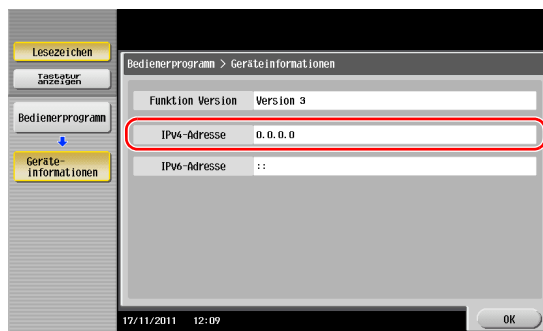 Lesezeichen
Tastatur
anzeigen
Bedienerprogramm
Geräte-
informationen
Bedienerprogramm > Geräteinformationen
Funktion Version Version 3
IPv4-Adresse 0.0.0.0
IPv6-Adresse ::
17/11/2011 12:09
OK